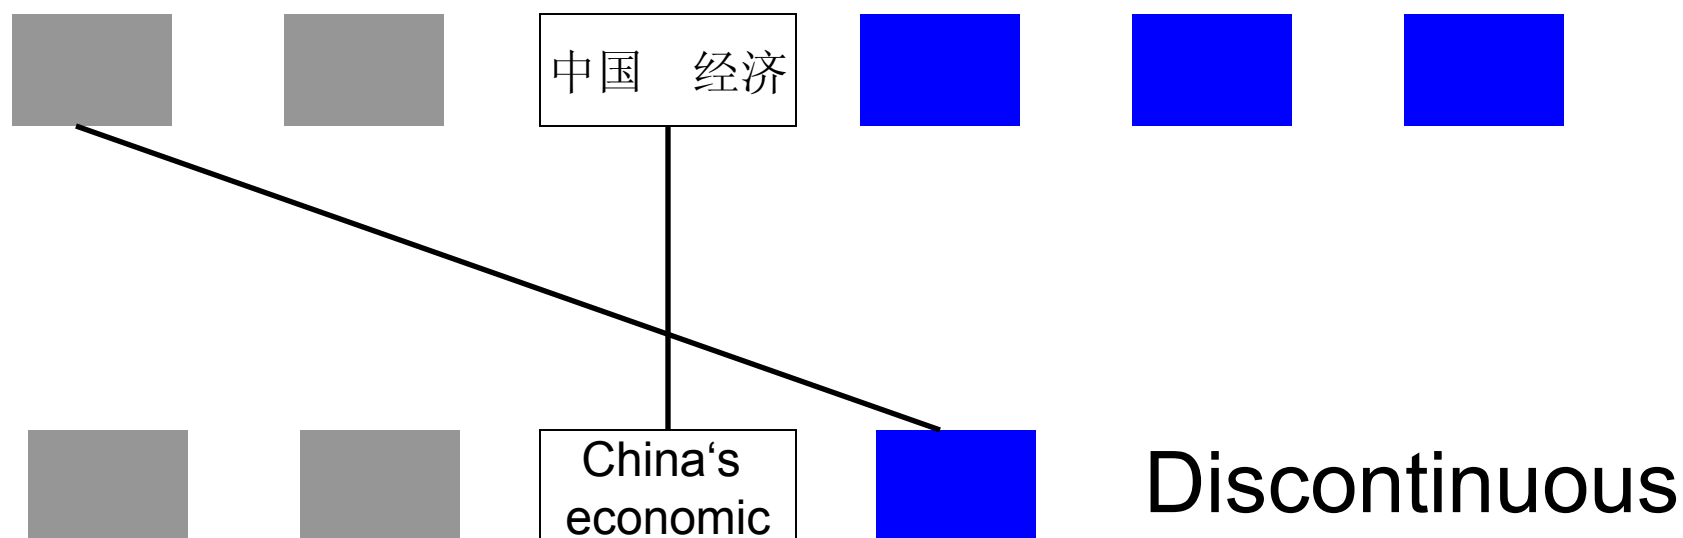 中国　经济
China‘s
economic
Discontinuous